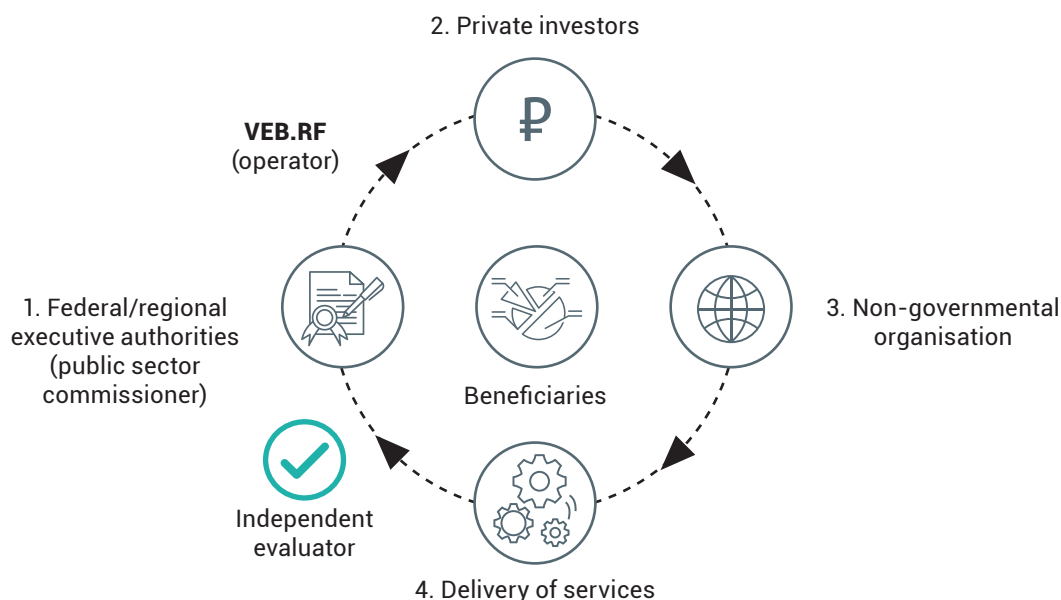 2. Private investors
VEB.RF
(operator)
₽
1. Federal/regional
executive authorities
(public sector
commissioner)
3. Non-governmental
organisation
Beneficiaries
Independent
evaluator
4. Delivery of services